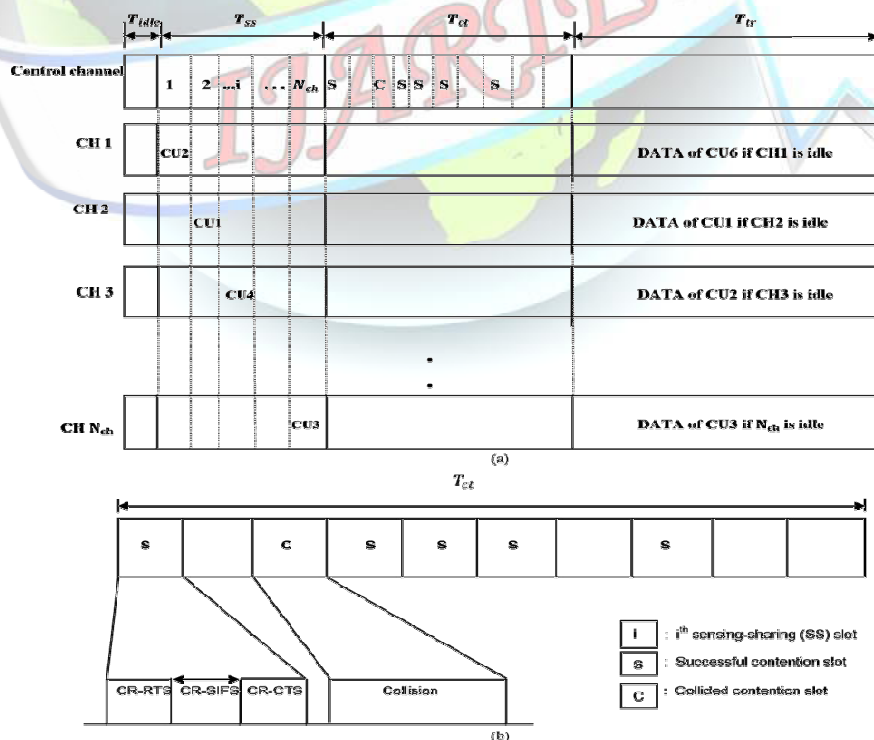 T_idle T_ss T_ct T_tr
Control channel 1 2 ...i ... N_ch S C S S S S
CH 1 CU2 DATA of CU6 if CH1 is idle
CH 2 CU1 DATA of CU1 if CH2 is idle
CH 3 CU4 DATA of CU2 if CH3 is idle
CH N_ch CU3 DATA of CU3 if N_ch is idle
(a)
T_ct
S C S S S S
CR-RTS CR-SIFS CR-CTS Collision
i : i^th sensing-sharing (SS) slot
S : Successful contention slot
C : Collided contention slot
(b)